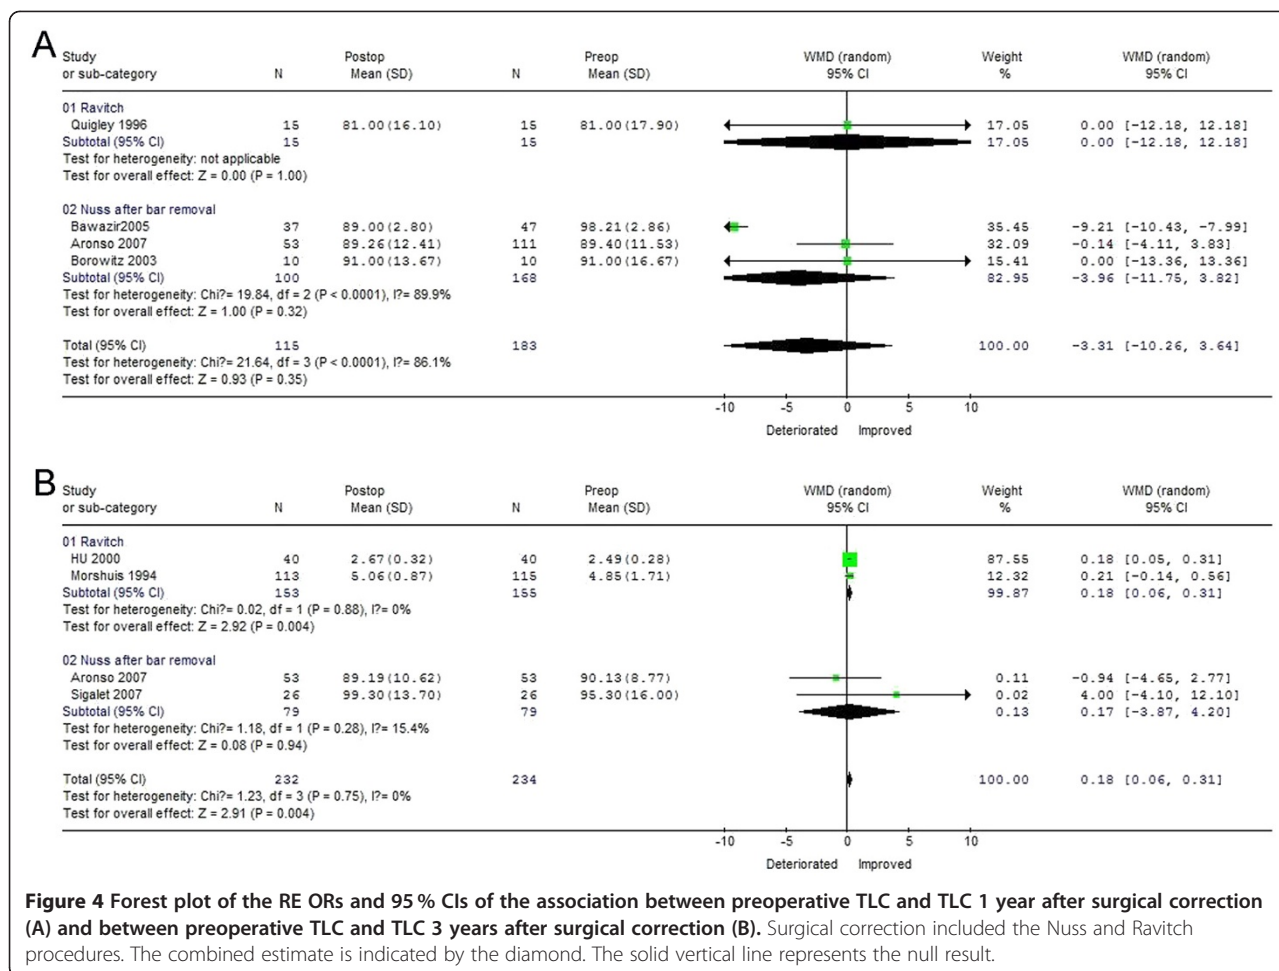 A
Study Postop Preop WMD (random) Weight WMD (random)
or sub-category N Mean (SD) N Mean (SD) 95% CI % 95% CI
01 Ravitch
Quigley 1996 15 81.00(16.10) 15 81.00(17.90) 17.05 0.00 [-12.18, 12.18]
Subtotal (95% CI) 15 15 17.05 0.00 [-12.18, 12.18]
Test for heterogeneity: not applicable
Test for overall effect: Z = 0.00 (P = 1.00)
02 Nuss after bar removal
Bawazir2005 37 89.00(2.80) 47 98.21(2.86) 35.45 -9.21 [-10.43, -7.99]
Aronso 2007 53 89.26(12.41) 111 89.40(11.53) 32.09 -0.14 [-4.11, 3.83]
Borowitz 2003 10 91.00(13.67) 10 91.00(16.67) 15.41 0.00 [-13.36, 13.36]
Subtotal (95% CI) 100 168 82.95 -3.96 [-11.75, 3.82]
Test for heterogeneity: Chi?= 19.84, df = 2 (P < 0.0001), I?= 89.9%
Test for overall effect: Z = 1.00 (P = 0.32)
Total (95% CI) 115 183 100.00 -3.31 [-10.26, 3.64]
Test for heterogeneity: Chi?= 21.64, df = 3 (P < 0.0001), I?= 86.1%
Test for overall effect: Z = 0.93 (P = 0.35)
-10 -5 0 5 10
Deteriorated Improved
B
Study Postop Preop WMD (random) Weight WMD (random)
or sub-category N Mean (SD) N Mean (SD) 95% CI % 95% CI
01 Ravitch
HU 2000 40 2.67(0.32) 40 2.49(0.28) 87.55 0.18 [0.05, 0.31]
Morshuis 1994 113 5.06(0.87) 115 4.85(1.71) 12.32 0.21 [-0.14, 0.56]
Subtotal (95% CI) 153 155 99.87 0.18 [0.06, 0.31]
Test for heterogeneity: Chi?= 0.02, df = 1 (P = 0.88), I?= 0%
Test for overall effect: Z = 2.92 (P = 0.004)
02 Nuss after bar removal
Aronso 2007 53 89.19(10.62) 53 90.13(8.77) 0.11 -0.94 [-4.65, 2.77]
Sigalet 2007 26 99.30(13.70) 26 95.30(16.00) 0.02 4.00 [-4.10, 12.10]
Subtotal (95% CI) 79 79 0.13 0.17 [-3.87, 4.20]
Test for heterogeneity: Chi?= 1.18, df = 1 (P = 0.28), I?= 15.4%
Test for overall effect: Z = 0.08 (P = 0.94)
Total (95% CI) 232 234 100.00 0.18 [0.06, 0.31]
Test for heterogeneity: Chi?= 1.23, df = 3 (P = 0.75), I?= 0%
Test for overall effect: Z = 2.91 (P = 0.004)
-10 -5 0 5 10
Deteriorated Improved
Figure 4 Forest plot of the RE ORs and 95 % CIs of the association between preoperative TLC and TLC 1 year after surgical correction
(A) and between preoperative TLC and TLC 3 years after surgical correction (B). Surgical correction included the Nuss and Ravitch
procedures. The combined estimate is indicated by the diamond. The solid vertical line represents the null result.